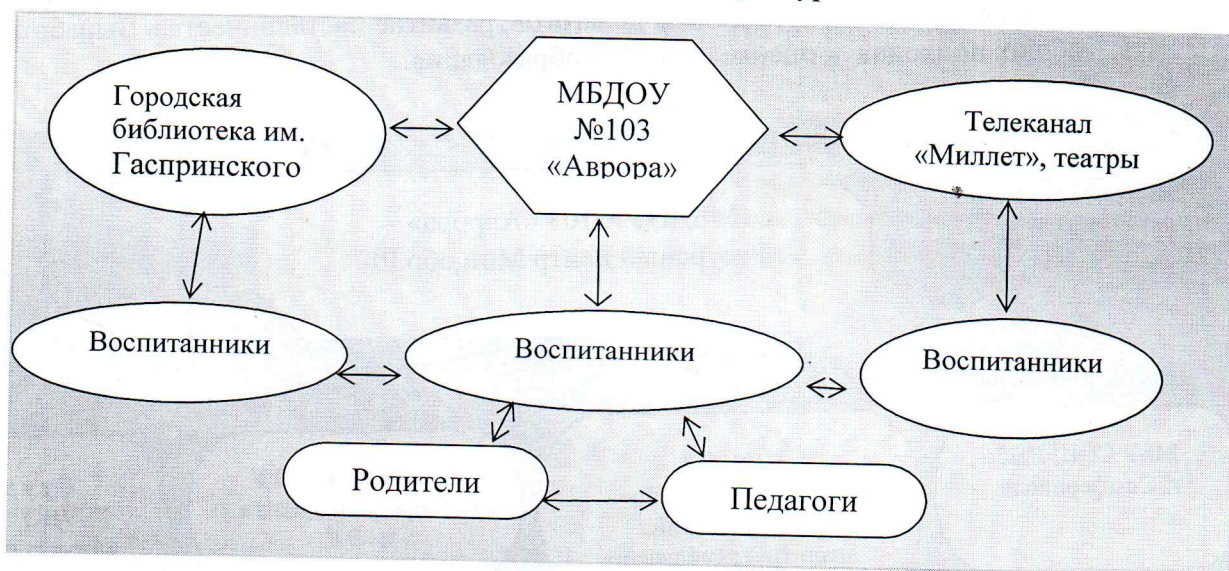 Городская
библиотека им.
Гаспринского
МБДОУ
№103
«Аврора»
Телеканал
«Миллет», театры
Воспитанники
Воспитанники
Воспитанники
Родители
Педагоги